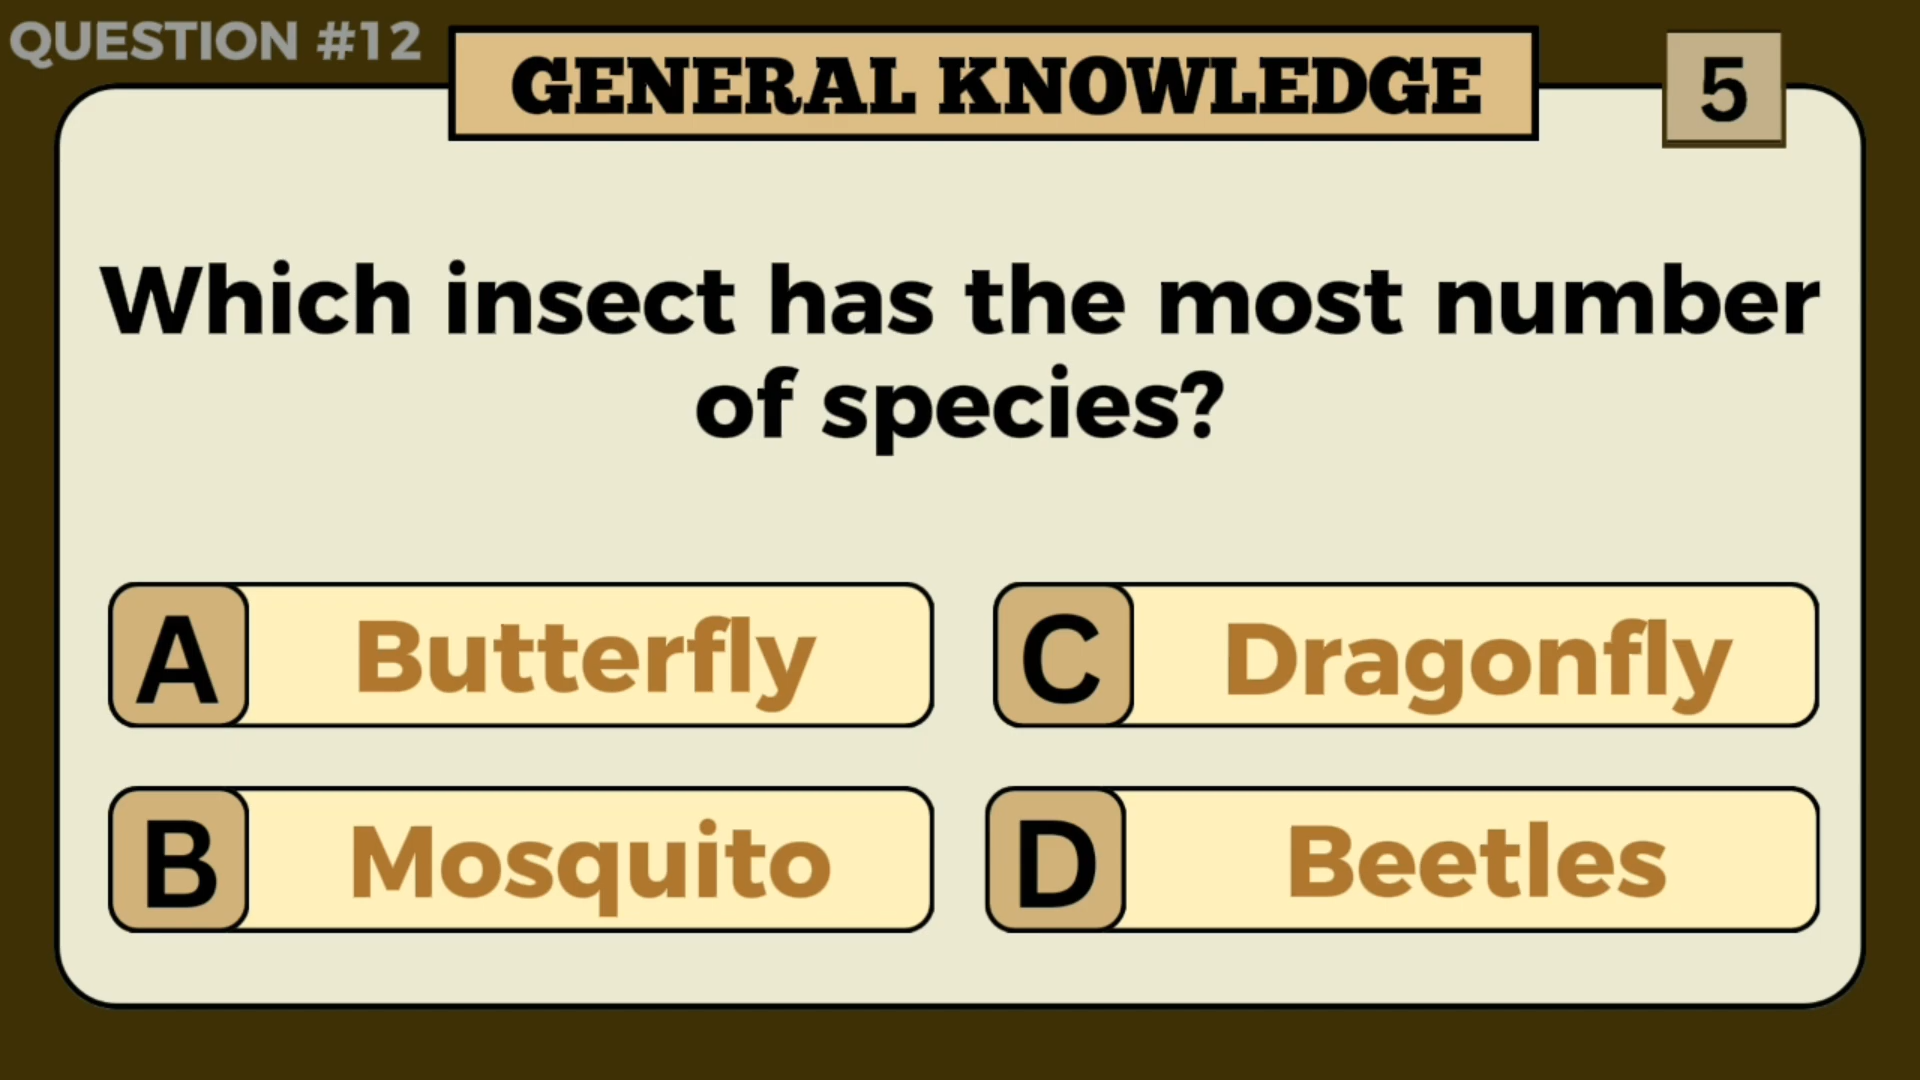 QUESTION #12
GENERAL KNOWLEDGE
5
Which insect has the most number
of species?
A Butterfly
C Dragonfly
B Mosquito
D Beetles